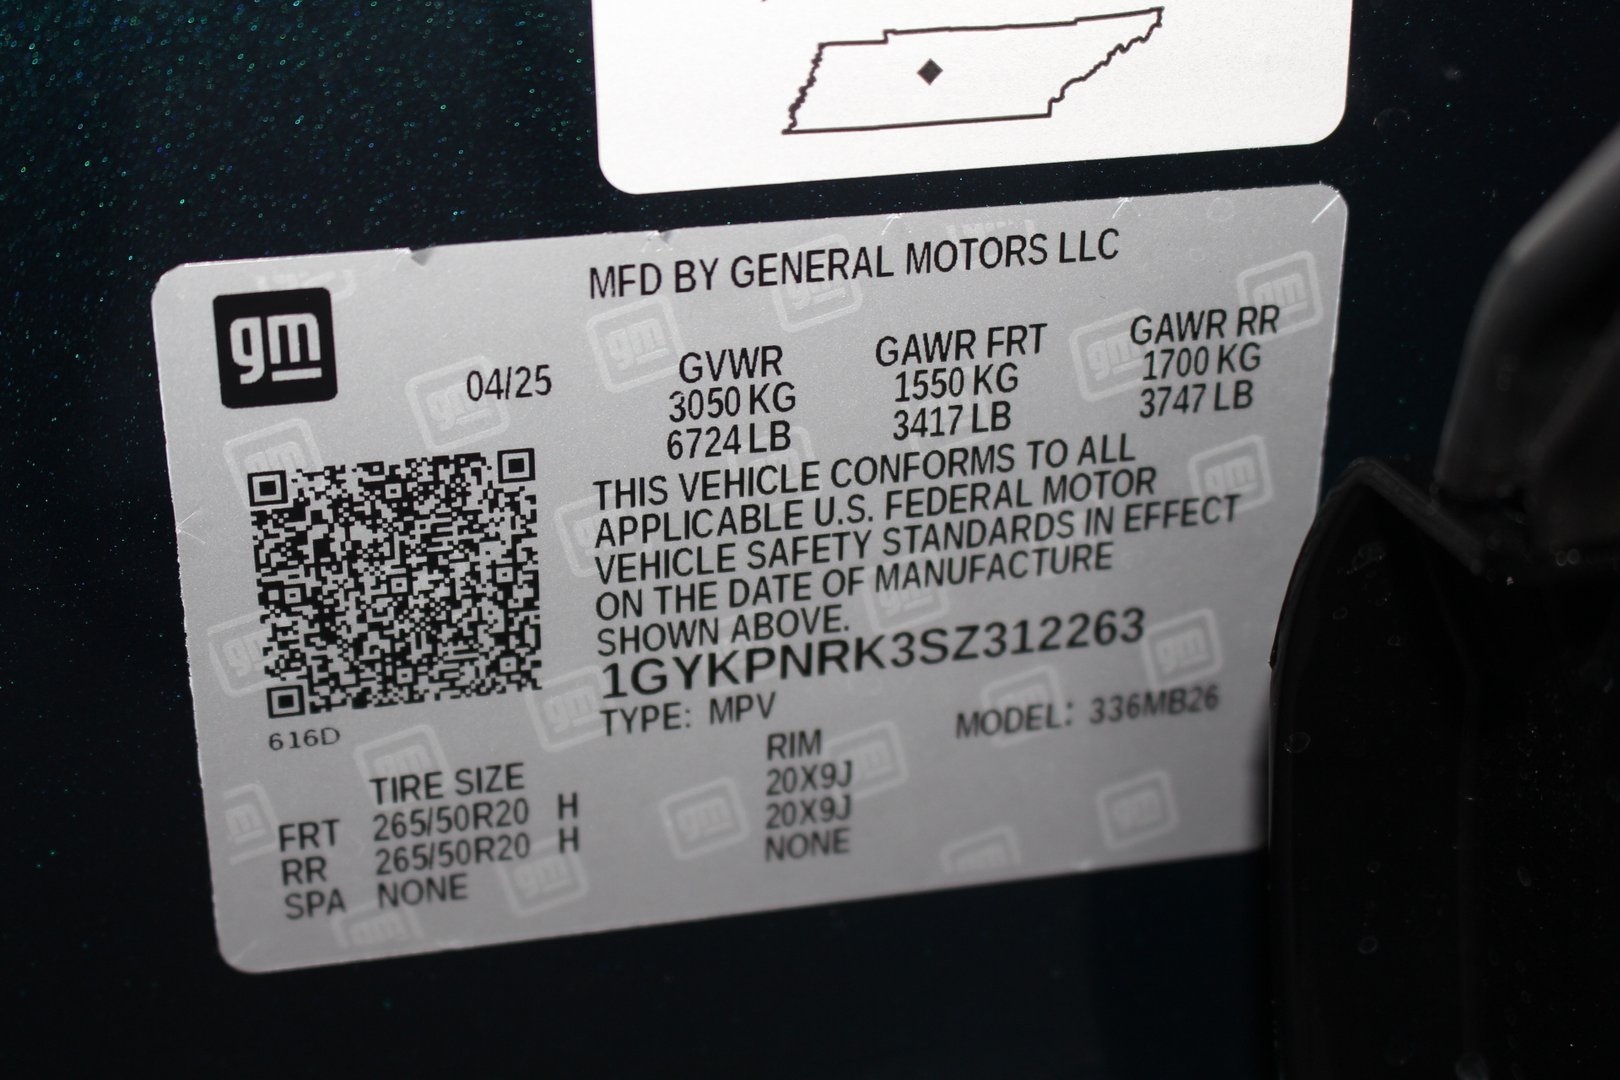 MFD BY GENERAL MOTORS LLC
gm
04/25
GVWR
3050 KG
6724 LB
GAWR FRT
1550 KG
3417 LB
GAWR RR
1700 KG
3747 LB
THIS VEHICLE CONFORMS TO ALL
APPLICABLE U.S. FEDERAL MOTOR
VEHICLE SAFETY STANDARDS IN EFFECT
ON THE DATE OF MANUFACTURE
SHOWN ABOVE.
1GYKPNRK3SZ312263
TYPE: MPV MODEL: 336MB26
616D
TIRE SIZE RIM
FRT 265/50R20 H 20X9J
RR 265/50R20 H 20X9J
SPA NONE NONE